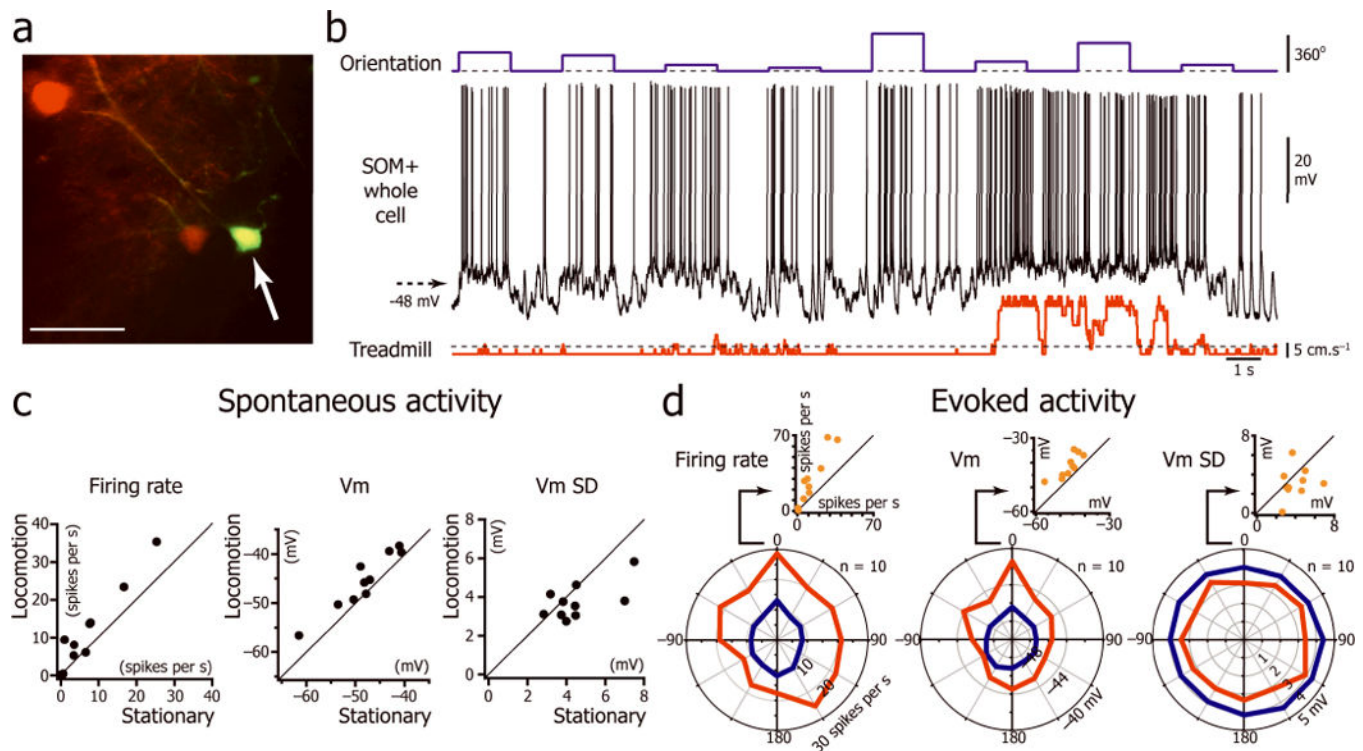 a
b
Orientation
360°
SOM+
whole
cell
20
mV
-48 mV
Treadmill
5 cm.s⁻¹
1 s
c
Spontaneous activity
Firing rate
Locomotion
(spikes per s)
40
30
20
10
0
(spikes per s)
0
20
40
Stationary
Vm
Locomotion
(mV)
−40
−50
−60
(mV)
−60
−50
−40
Stationary
Vm SD
Locomotion
(mV)
8
6
4
2
0
(mV)
0
4
8
Stationary
d
Evoked activity
Firing rate
70
spikes per s
0
spikes per s
0
70
0
n = 10
−90
90
10
20
30 spikes per s
180
Vm
−30
mV
−60
mV
−60
−30
0
n = 10
−90
90
−48
−44
−40 mV
180
Vm SD
8
mV
0
mV
0
8
0
n = 10
−90
90
1
2
3
4
5 mV
180